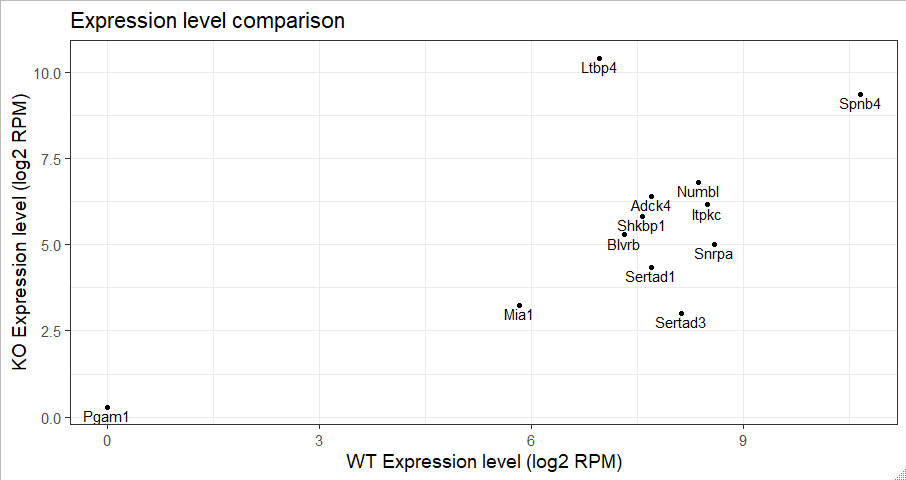 Expression level comparison
KO Expression level (log2 RPM)
10.0
7.5
5.0
2.5
0.0
Ltbp4
Spnb4
Numbl
Adck4
Itpkc
Shkbp1
Blvrb
Snrpa
Sertad1
Mia1
Sertad3
Pgam1
0 3 6 9
WT Expression level (log2 RPM)